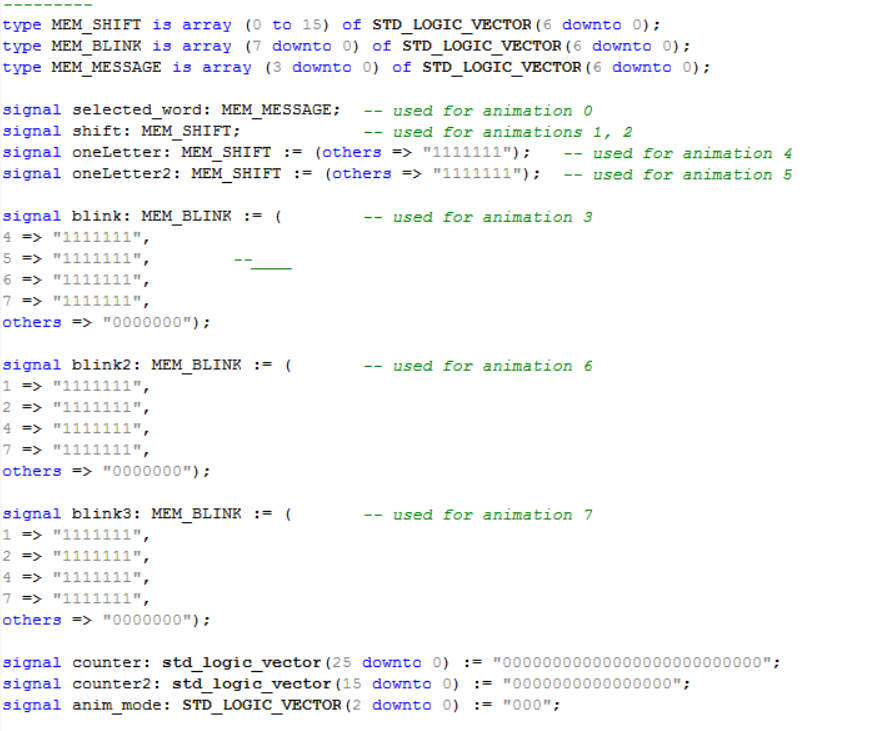 ---------
type MEM_SHIFT is array (0 to 15) of STD_LOGIC_VECTOR(6 downto 0);
type MEM_BLINK is array (7 downto 0) of STD_LOGIC_VECTOR(6 downto 0);
type MEM_MESSAGE is array (3 downto 0) of STD_LOGIC_VECTOR(6 downto 0);

signal selected_word: MEM_MESSAGE;  -- used for animation 0
signal shift: MEM_SHIFT;            -- used for animations 1, 2
signal oneLetter: MEM_SHIFT := (others => "1111111");   -- used for animation 4
signal oneLetter2: MEM_SHIFT := (others => "1111111");  -- used for animation 5

signal blink: MEM_BLINK := (        -- used for animation 3
4 => "1111111",
5 => "1111111",        --____
6 => "1111111",
7 => "1111111",
others => "0000000");

signal blink2: MEM_BLINK := (       -- used for animation 6
1 => "1111111",
2 => "1111111",
4 => "1111111",
7 => "1111111",
others => "0000000");

signal blink3: MEM_BLINK := (       -- used for animation 7
1 => "1111111",
2 => "1111111",
4 => "1111111",
7 => "1111111",
others => "0000000");

signal counter: std_logic_vector(25 downto 0) := "00000000000000000000000000";
signal counter2: std_logic_vector(15 downto 0) := "0000000000000000";
signal anim_mode: STD_LOGIC_VECTOR(2 downto 0) := "000";